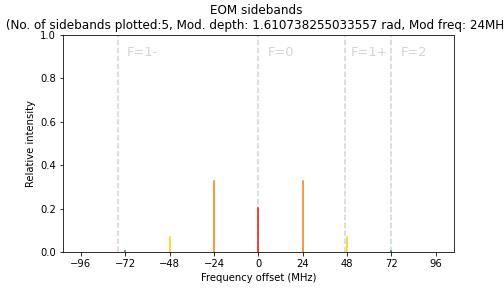 EOM sidebands
(No. of sidebands plotted:5, Mod. depth: 1.610738255033557 rad, Mod freq: 24MH
F=1-
F=0
F=1+
F=2
Relative intensity
1.0
0.8
0.6
0.4
0.2
0.0
−96
−72
−48
−24
0
24
48
72
96
Frequency offset (MHz)